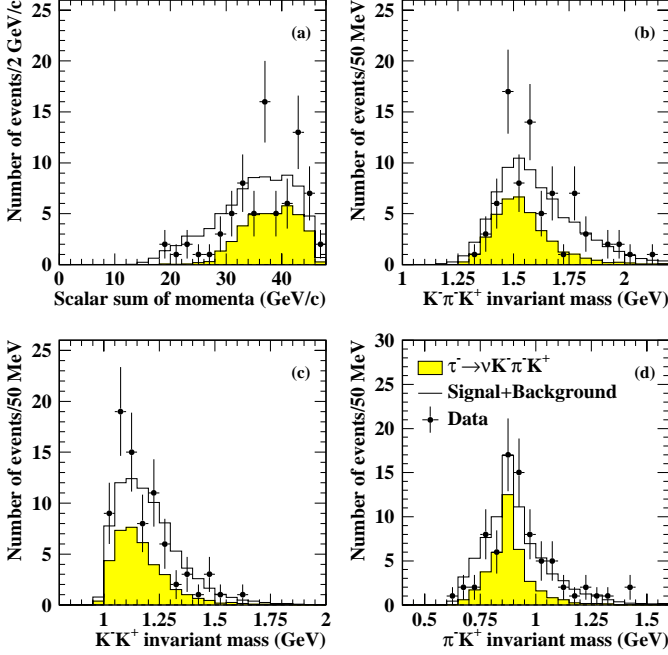 Number of events/2 GeV/c
25
20
15
10
5
0
(a)
0 10 20 30 40
Scalar sum of momenta (GeV/c)
Number of events/50 MeV
25
20
15
10
5
0
(b)
1 1.25 1.5 1.75 2
K⁻π⁻K⁺ invariant mass (GeV)
Number of events/50 MeV
25
20
15
10
5
0
(c)
1 1.25 1.5 1.75 2
K⁻K⁺ invariant mass (GeV)
Number of events/50 MeV
30
25
20
15
10
5
0
τ⁻→νK⁻π⁻K⁺
Signal+Background
(d)
Data
0.5 0.75 1 1.25 1.5
π⁻K⁺ invariant mass (GeV)